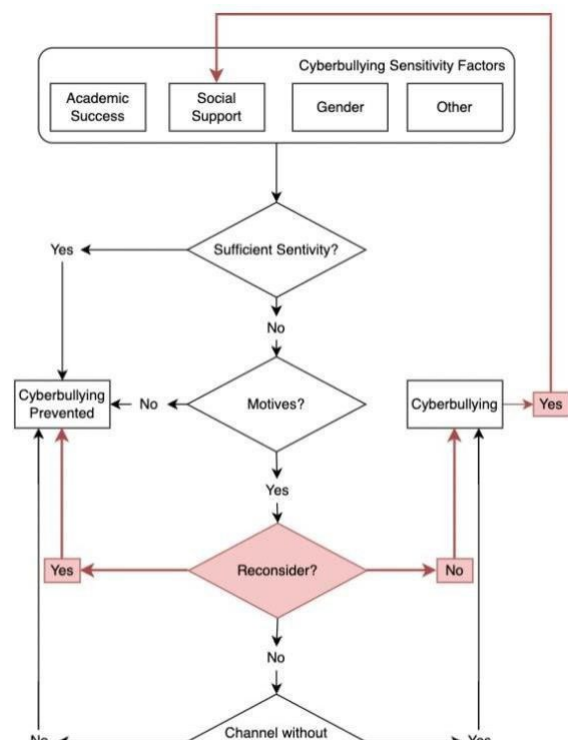 Cyberbullying Sensitivity Factors
Academic
Success
Social
Support
Gender
Other
Sufficient Sentivity?
Yes
No
Cyberbullying
Prevented
No
Motives?
Cyberbullying
Yes
Yes
Yes
Reconsider?
No
No
Channel without
No
Yes